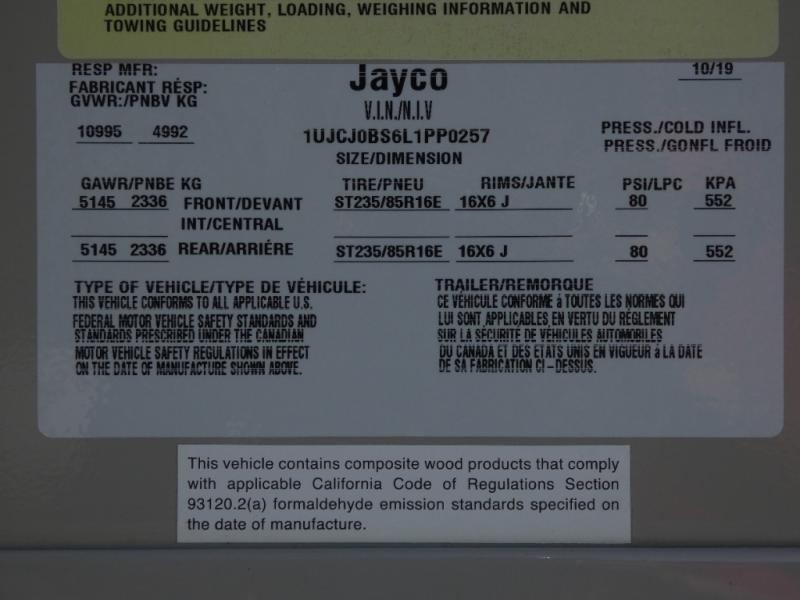 ADDITIONAL WEIGHT, LOADING, WEIGHING INFORMATION AND
TOWING GUIDELINES
RESP MFR: Jayco 10/19
FABRICANT RÉSP:
GVWR:/PNBV KG V.I.N./N.I.V
10995 4992 1UJCJ0BS6L1PP0257 PRESS./COLD INFL.
SIZE/DIMENSION PRESS./GONFL FROID
GAWR/PNBE KG TIRE/PNEU RIMS/JANTE PSI/LPC KPA
5145 2336 FRONT/DEVANT ST235/85R16E 16X6 J 80 552
INT/CENTRAL
5145 2336 REAR/ARRIÉRE ST235/85R16E 16X6 J 80 552
TYPE OF VEHICLE/TYPE DE VÉHICULE: TRAILER/REMORQUE
THIS VEHICLE CONFORMS TO ALL APPLICABLE U.S.
FEDERAL MOTOR VEHICLE SAFETY STANDARDS AND
STANDARDS PRESCRIBED UNDER THE CANADIAN
MOTOR VEHICLE SAFETY REGULATIONS IN EFFECT
ON THE DATE OF MANUFACTURE SHOWN ABOVE.
CE VÉHICULE CONFORME à TOUTES LES NORMES QUI
LUI SONT APPLICABLES EN VERTU DU RÉGLEMENT
SUR LA SÉCURITÉ DE VÉHICULES AUTOMOBILES
DU CANADA ET DES ÉTATS UNIS EN VIGUEUR à LA DATE
DE SA FABRICATION CI-DESSUS.
This vehicle contains composite wood products that comply
with applicable California Code of Regulations Section
93120.2(a) formaldehyde emission standards specified on
the date of manufacture.